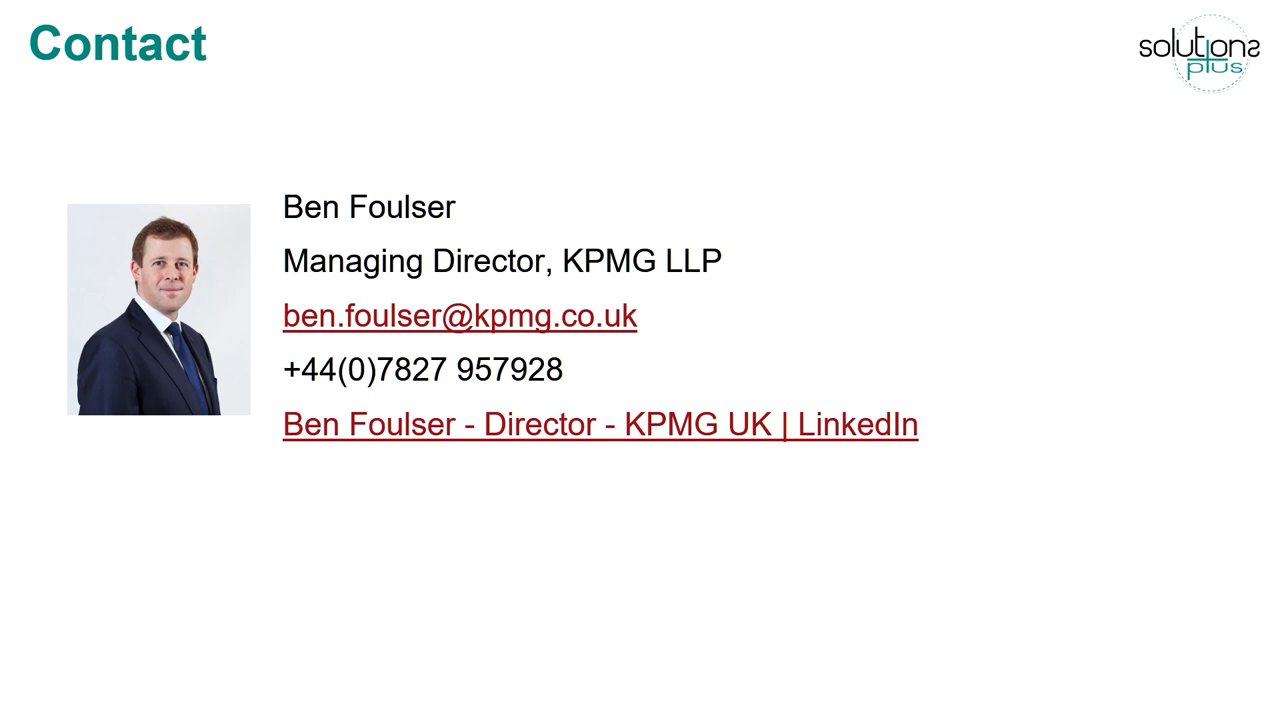 Contact
solutions
plus
Ben Foulser
Managing Director, KPMG LLP
ben.foulser@kpmg.co.uk
+44(0)7827 957928
Ben Foulser - Director - KPMG UK | LinkedIn